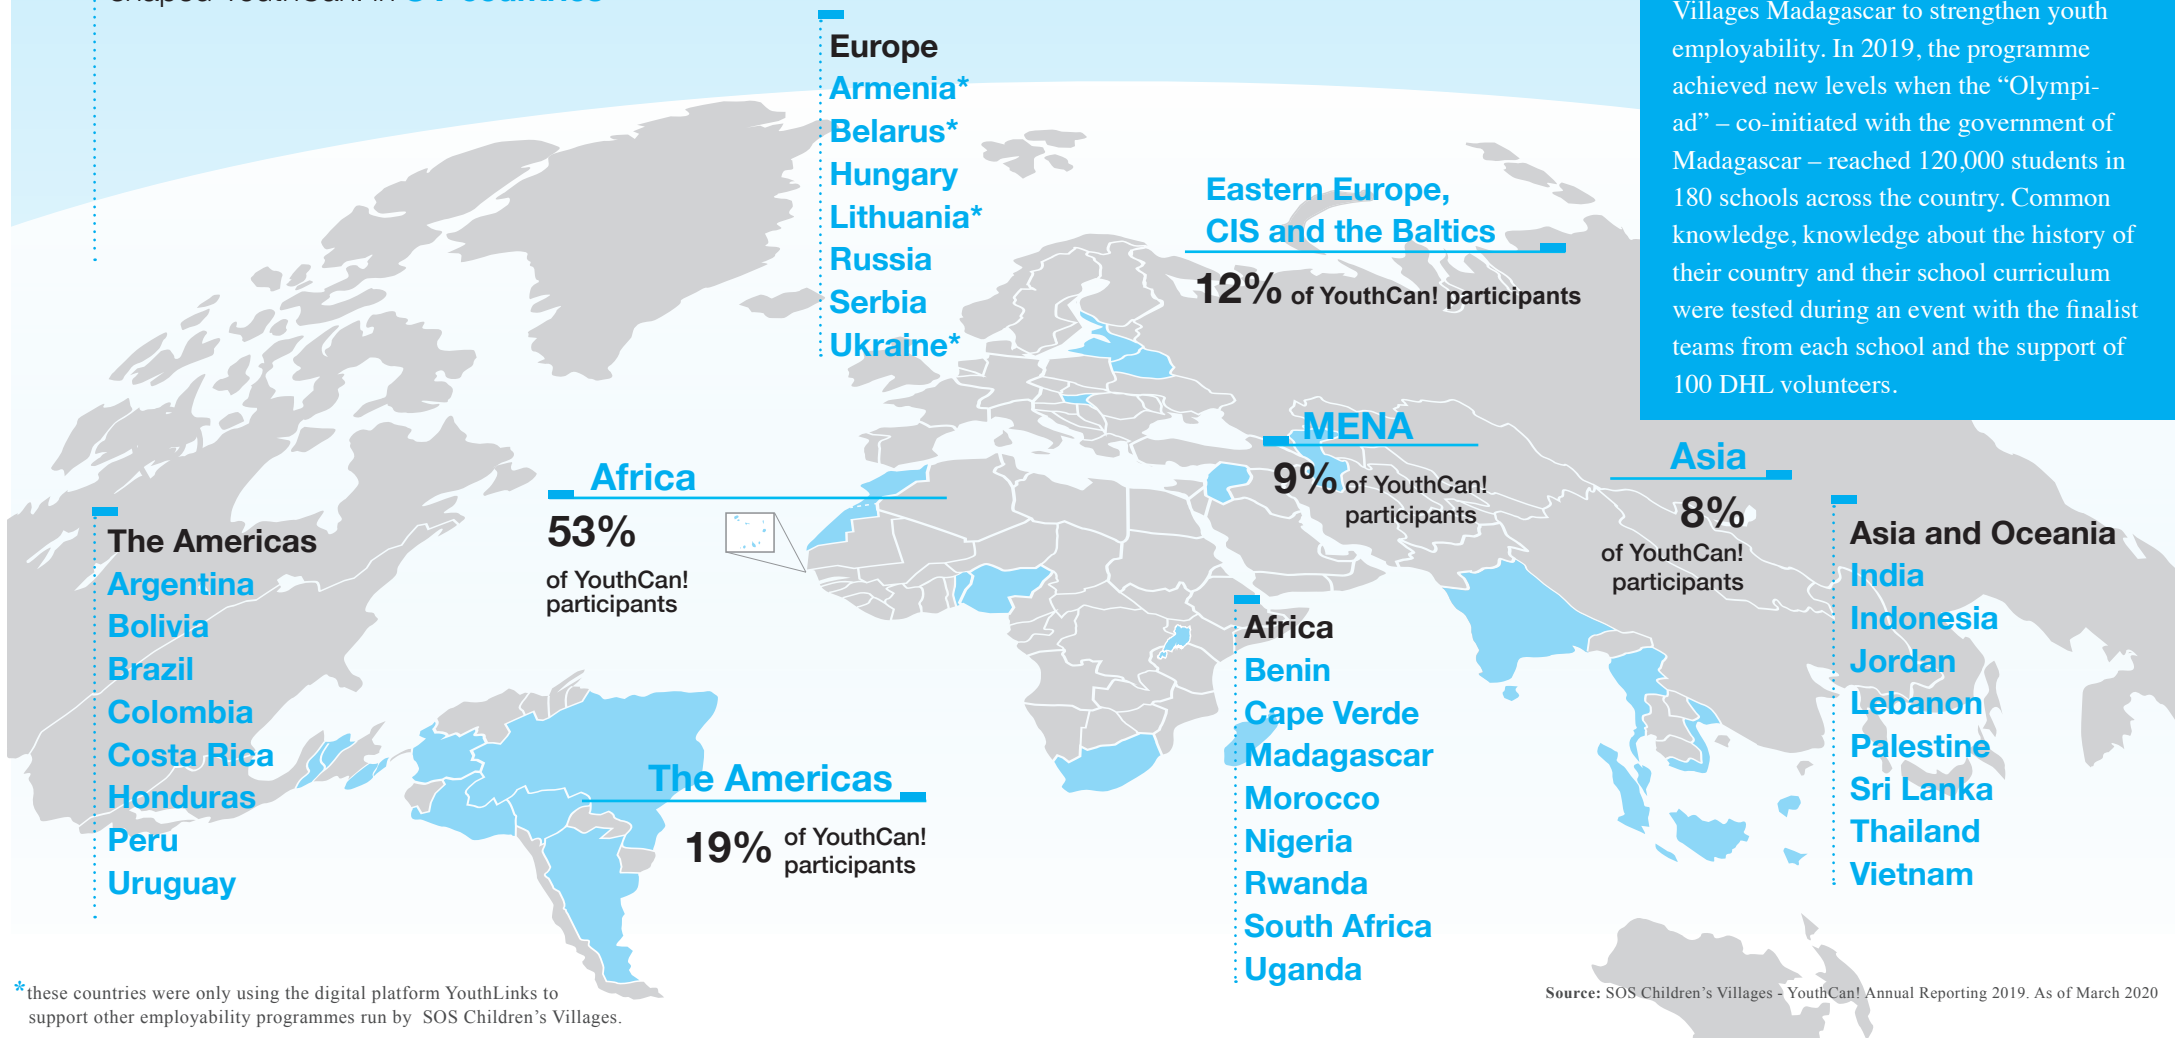 shaped YouthCan! in
Europe
Armenia*
Belarus*
Hungary
Lithuania*
Russia
Serbia
Ukraine*
Eastern Europe,
CIS and the Baltics
12% of YouthCan! participants
Villages Madagascar to strengthen youth
employability. In 2019, the programme
achieved new levels when the “Olympi-
ad” – co-initiated with the government of
Madagascar – reached 120,000 students in
180 schools across the country. Common
knowledge, knowledge about the history of
their country and their school curriculum
were tested during an event with the finalist
teams from each school and the support of
100 DHL volunteers.
MENA
9% of YouthCan!
participants
Asia
8%
of YouthCan!
participants
Africa
53%
of YouthCan!
participants
The Americas
Argentina
Bolivia
Brazil
Colombia
Costa Rica
Honduras
Peru
Uruguay
The Americas
19% of YouthCan!
participants
Africa
Benin
Cape Verde
Madagascar
Morocco
Nigeria
Rwanda
South Africa
Uganda
Asia and Oceania
India
Indonesia
Jordan
Lebanon
Palestine
Sri Lanka
Thailand
Vietnam
*these countries were only using the digital platform YouthLinks to
support other employability programmes run by SOS Children’s Villages.
Source: SOS Children’s Villages - YouthCan! Annual Reporting 2019. As of March 2020